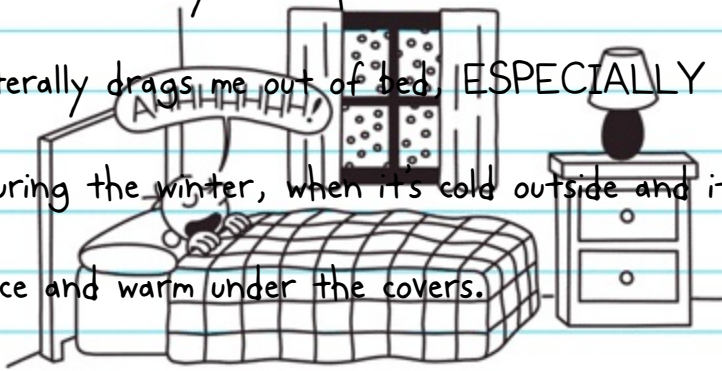 terally drags me out of bed, ESPECIALLY
AHHHHHH!
uring the winter, when it's cold outside and it
ce and warm under the covers.